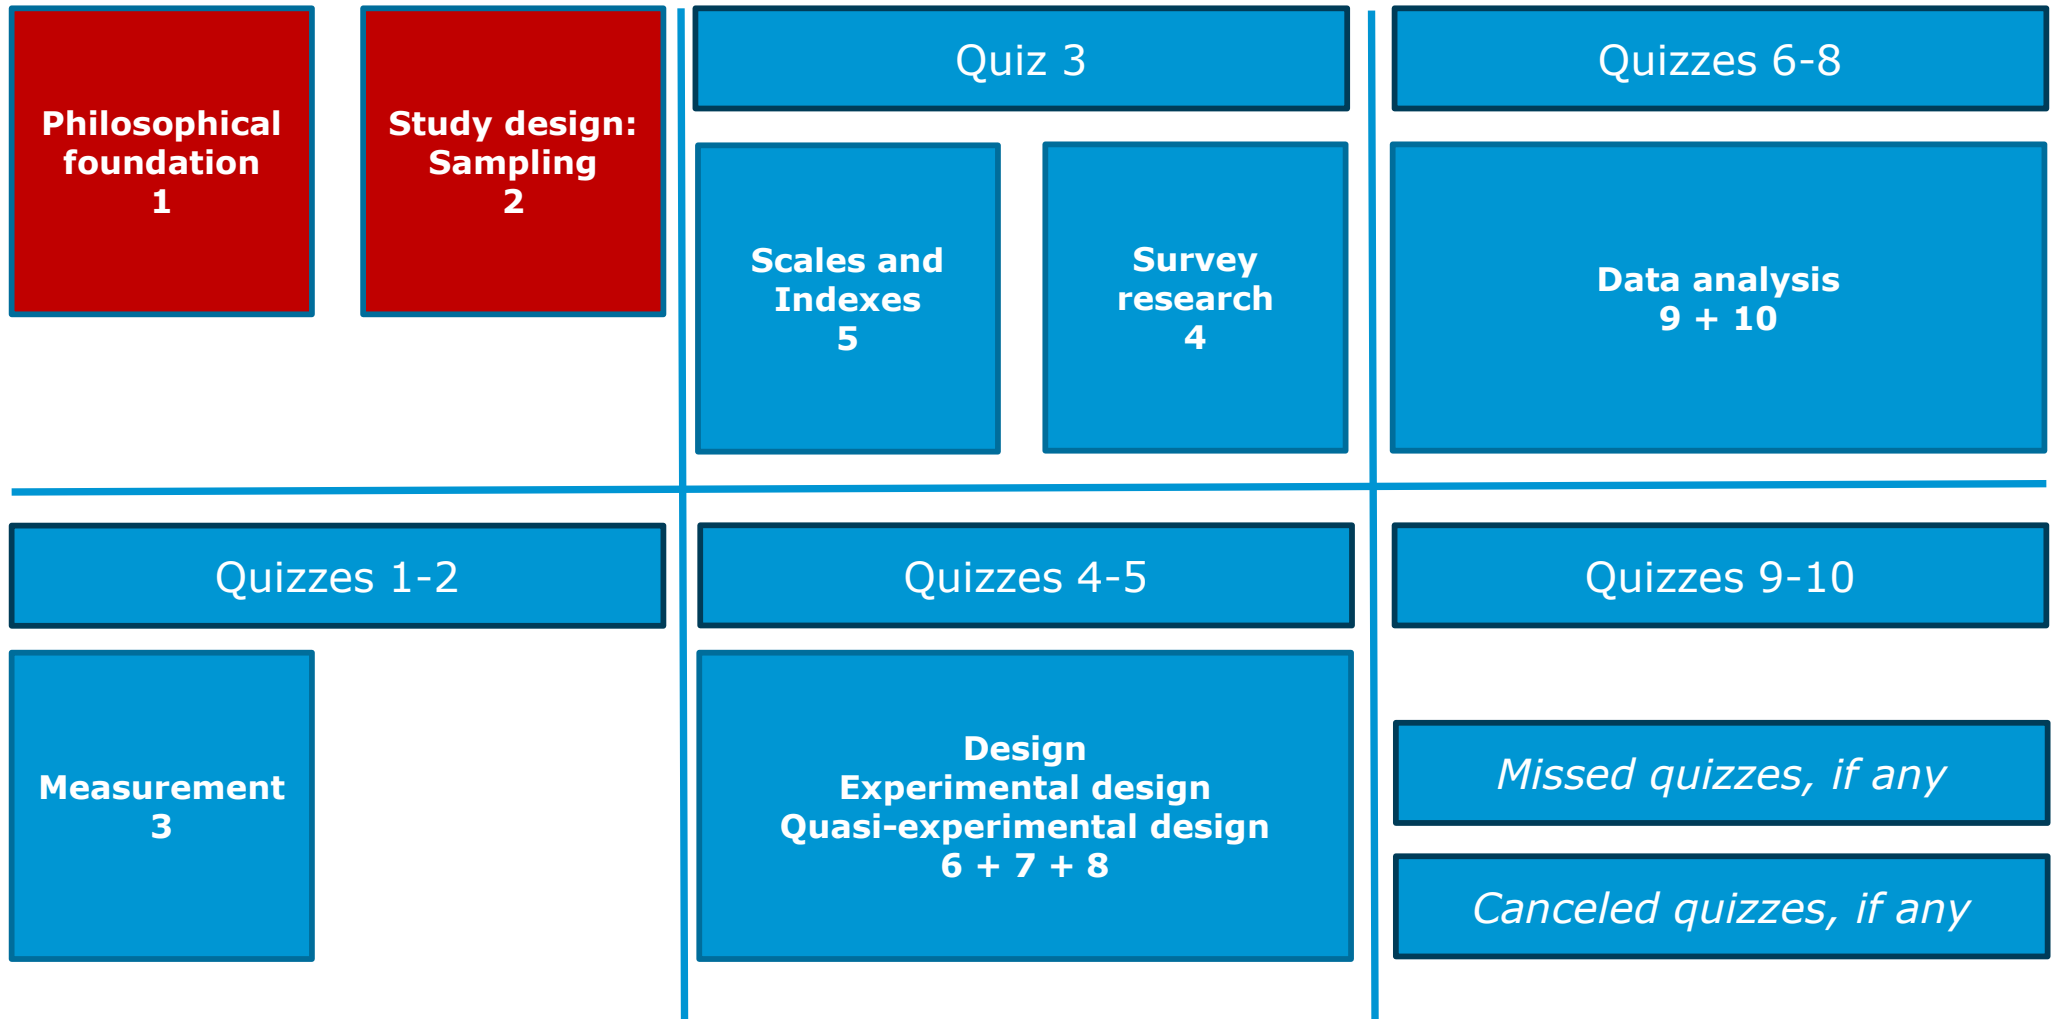 Philosophical
foundation
1
Study design:
Sampling
2
Quizzes 1-2
Measurement
3
Quiz 3
Scales and
Indexes
5
Survey
research
4
Quizzes 4-5
Design
Experimental design
Quasi-experimental design
6 + 7 + 8
Quizzes 6-8
Data analysis
9 + 10
Quizzes 9-10
Missed quizzes, if any
Canceled quizzes, if any